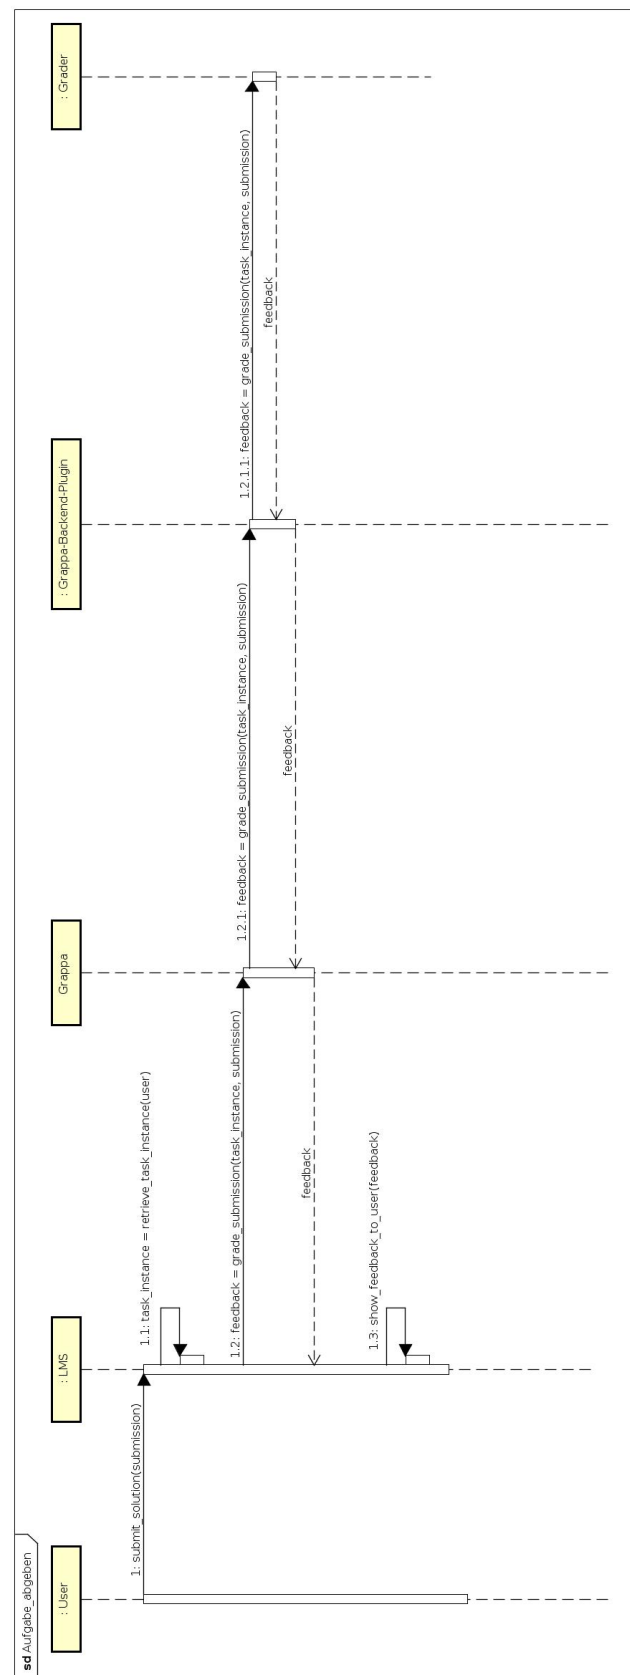 sd Aufgabe_abgeben
: User
: LMS
Grappa
: Grappa-Backend-Plugin
: Grader
1: submit_solution(submission)
1.1: task_instance = retrieve_task_instance(user)
1.2: feedback = grade_submission(task_instance, submission)
1.2.1: feedback = grade_submission(task_instance, submission)
1.2.1.1: feedback = grade_submission(task_instance, submission)
feedback
feedback
feedback
1.3: show_feedback_to_user(feedback)